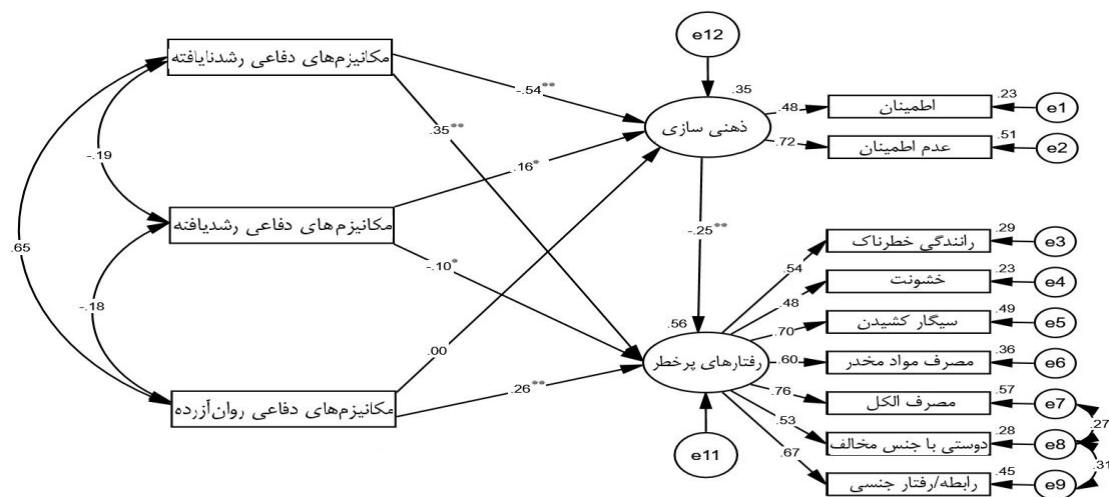 e12
مکانیزم‌های دفاعی رشدنایافته
-.54**
.35
.23
ذهنی سازی
.48
اطمینان
e1
.35**
.51
.72
عدم اطمینان
e2
-.19
.16*
مکانیزم‌های دفاعی رشدیافته
-.25**
.29
رانندگی خطرناک
e3
.65
-.10*
.54
.23
خشونت
e4
.48
-.18
.49
سیگار کشیدن
e5
.56
.70
.00
رفتارهای پرخطر
.60
.36
مصرف مواد مخدر
e6
مکانیزم‌های دفاعی روان‌آزرده
.26**
.76
.57
مصرف الکل
e7
.53
.27
.28
دوستی با جنس مخالف
e8
.67
.31
e11
.45
رابطه/رفتار جنسی
e9